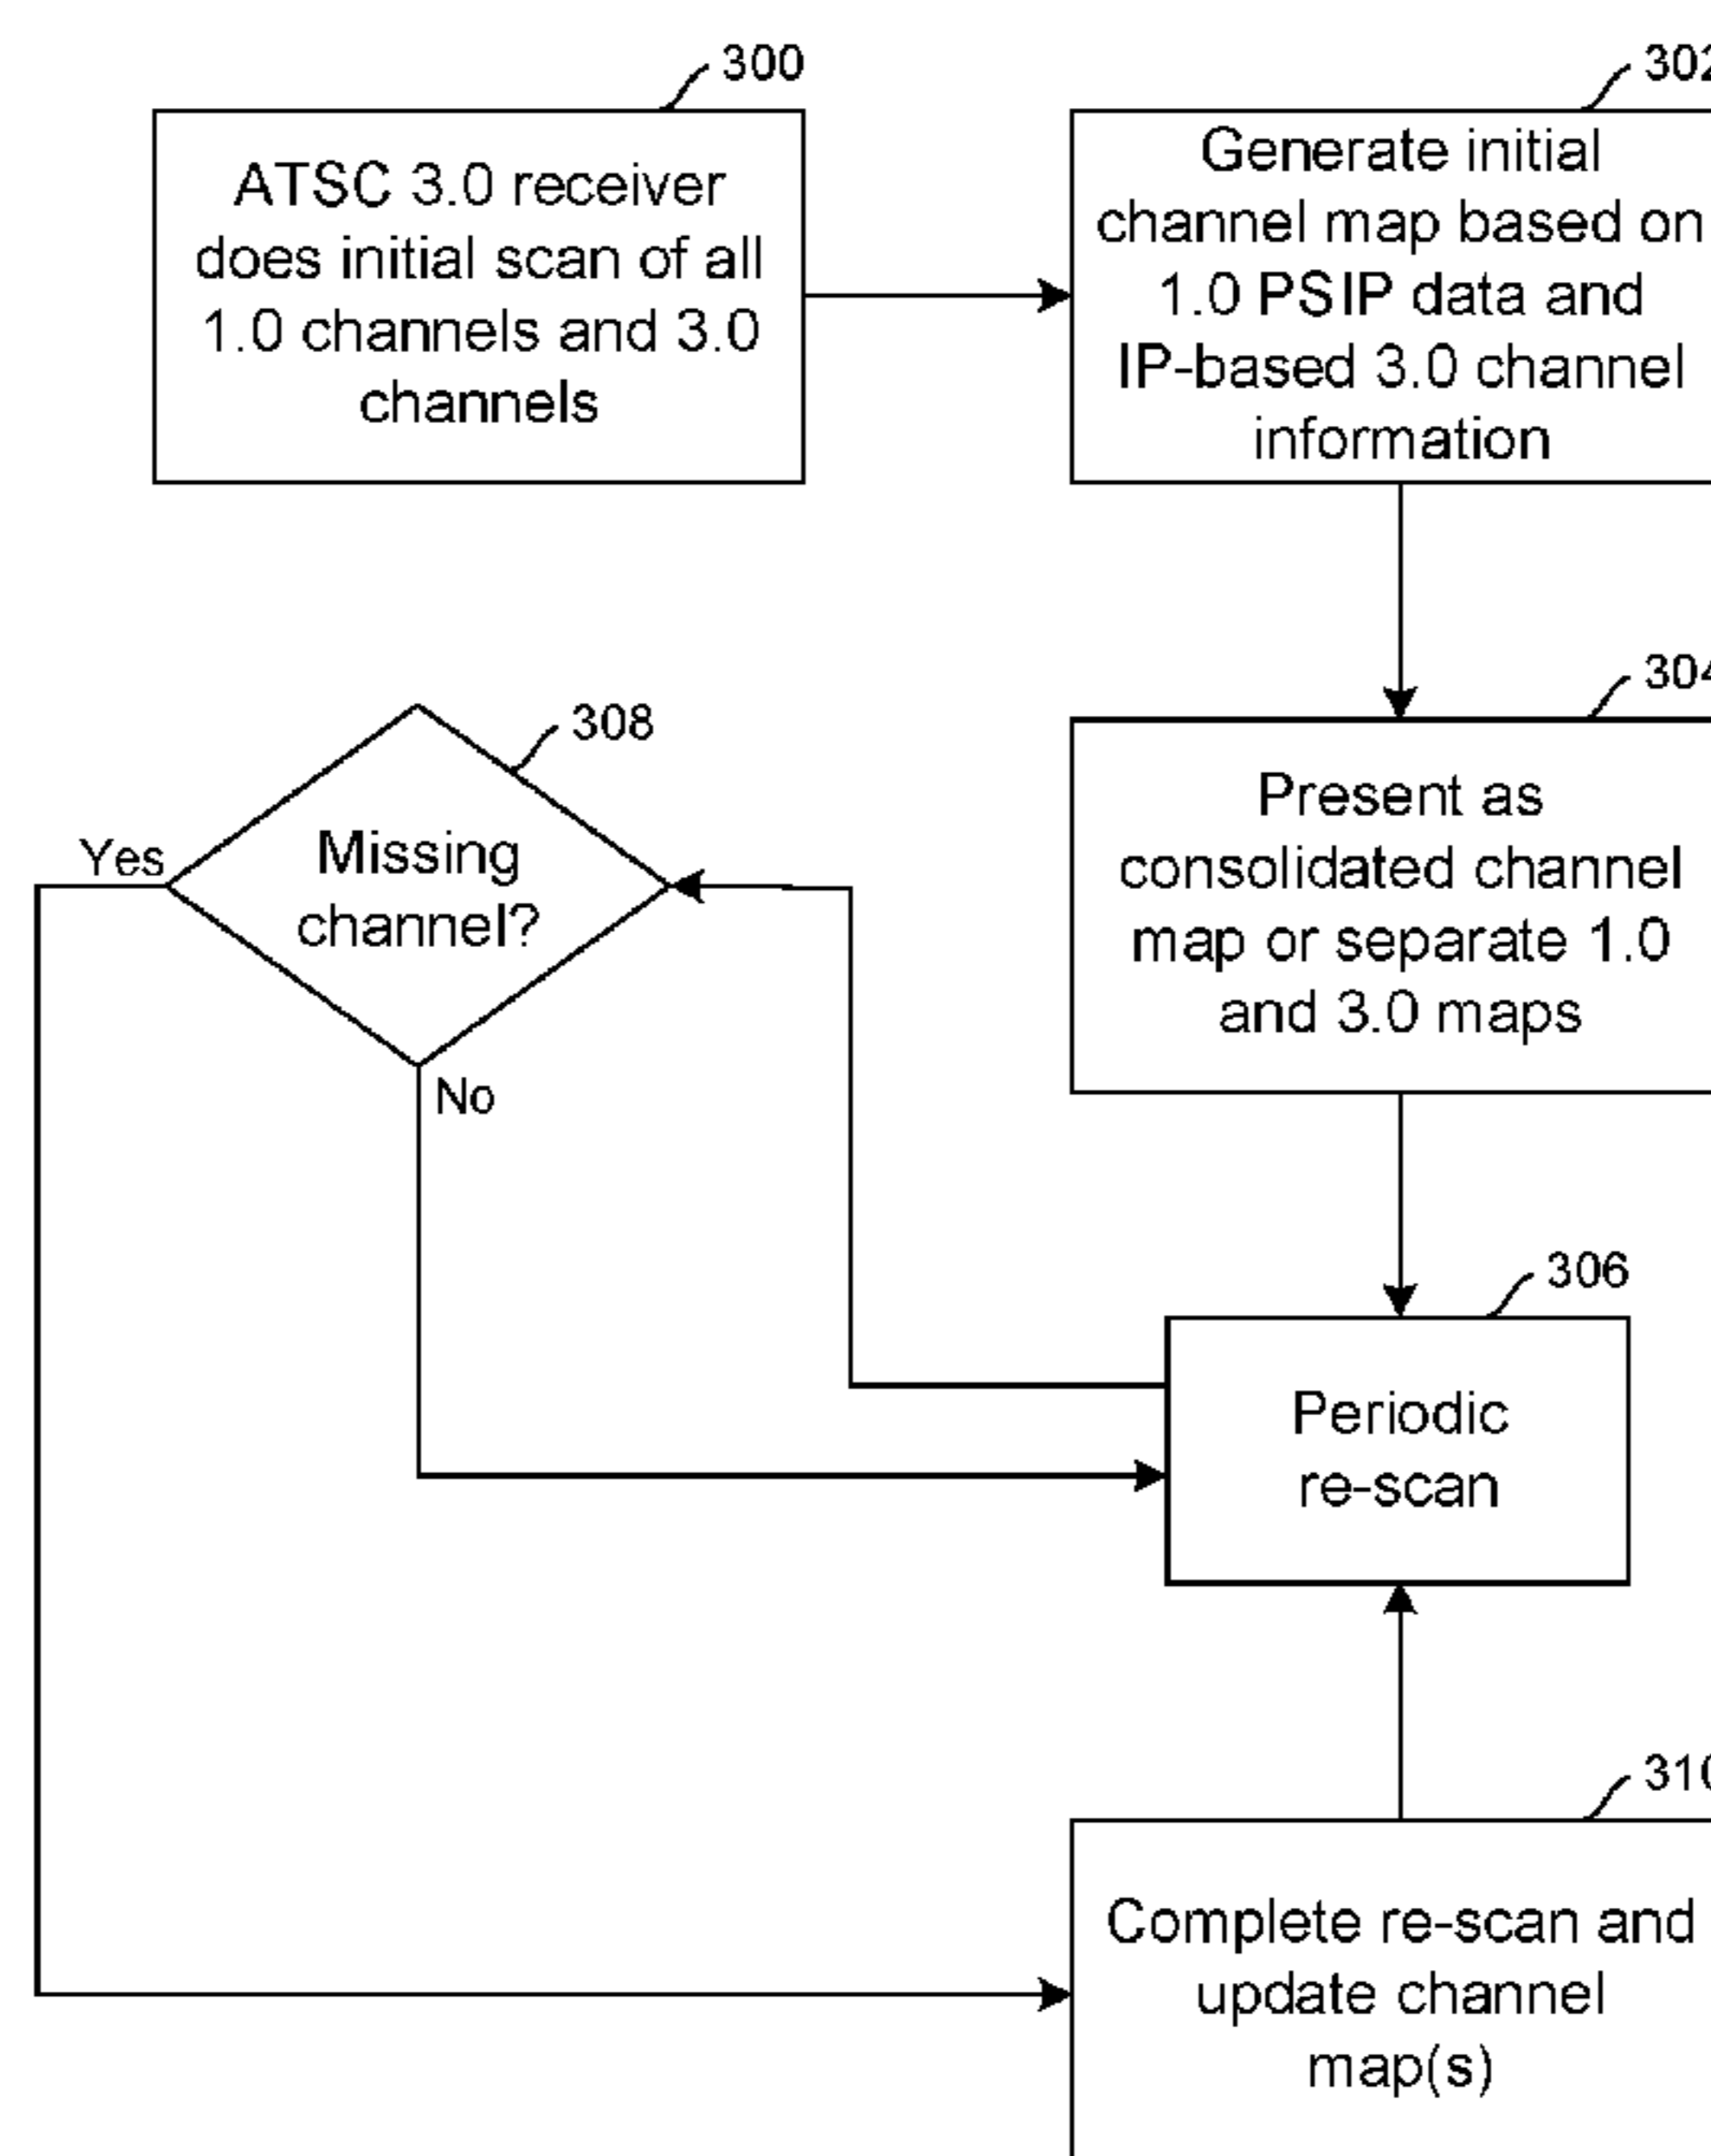 300
ATSC 3.0 receiver
does initial scan of all
1.0 channels and 3.0
channels
302
Generate initial
channel map based on
1.0 PSIP data and
IP-based 3.0 channel
information
304
Present as
consolidated channel
map or separate 1.0
and 3.0 maps
308
Missing
channel?
Yes
No
306
Periodic
re-scan
310
Complete re-scan and
update channel
map(s)